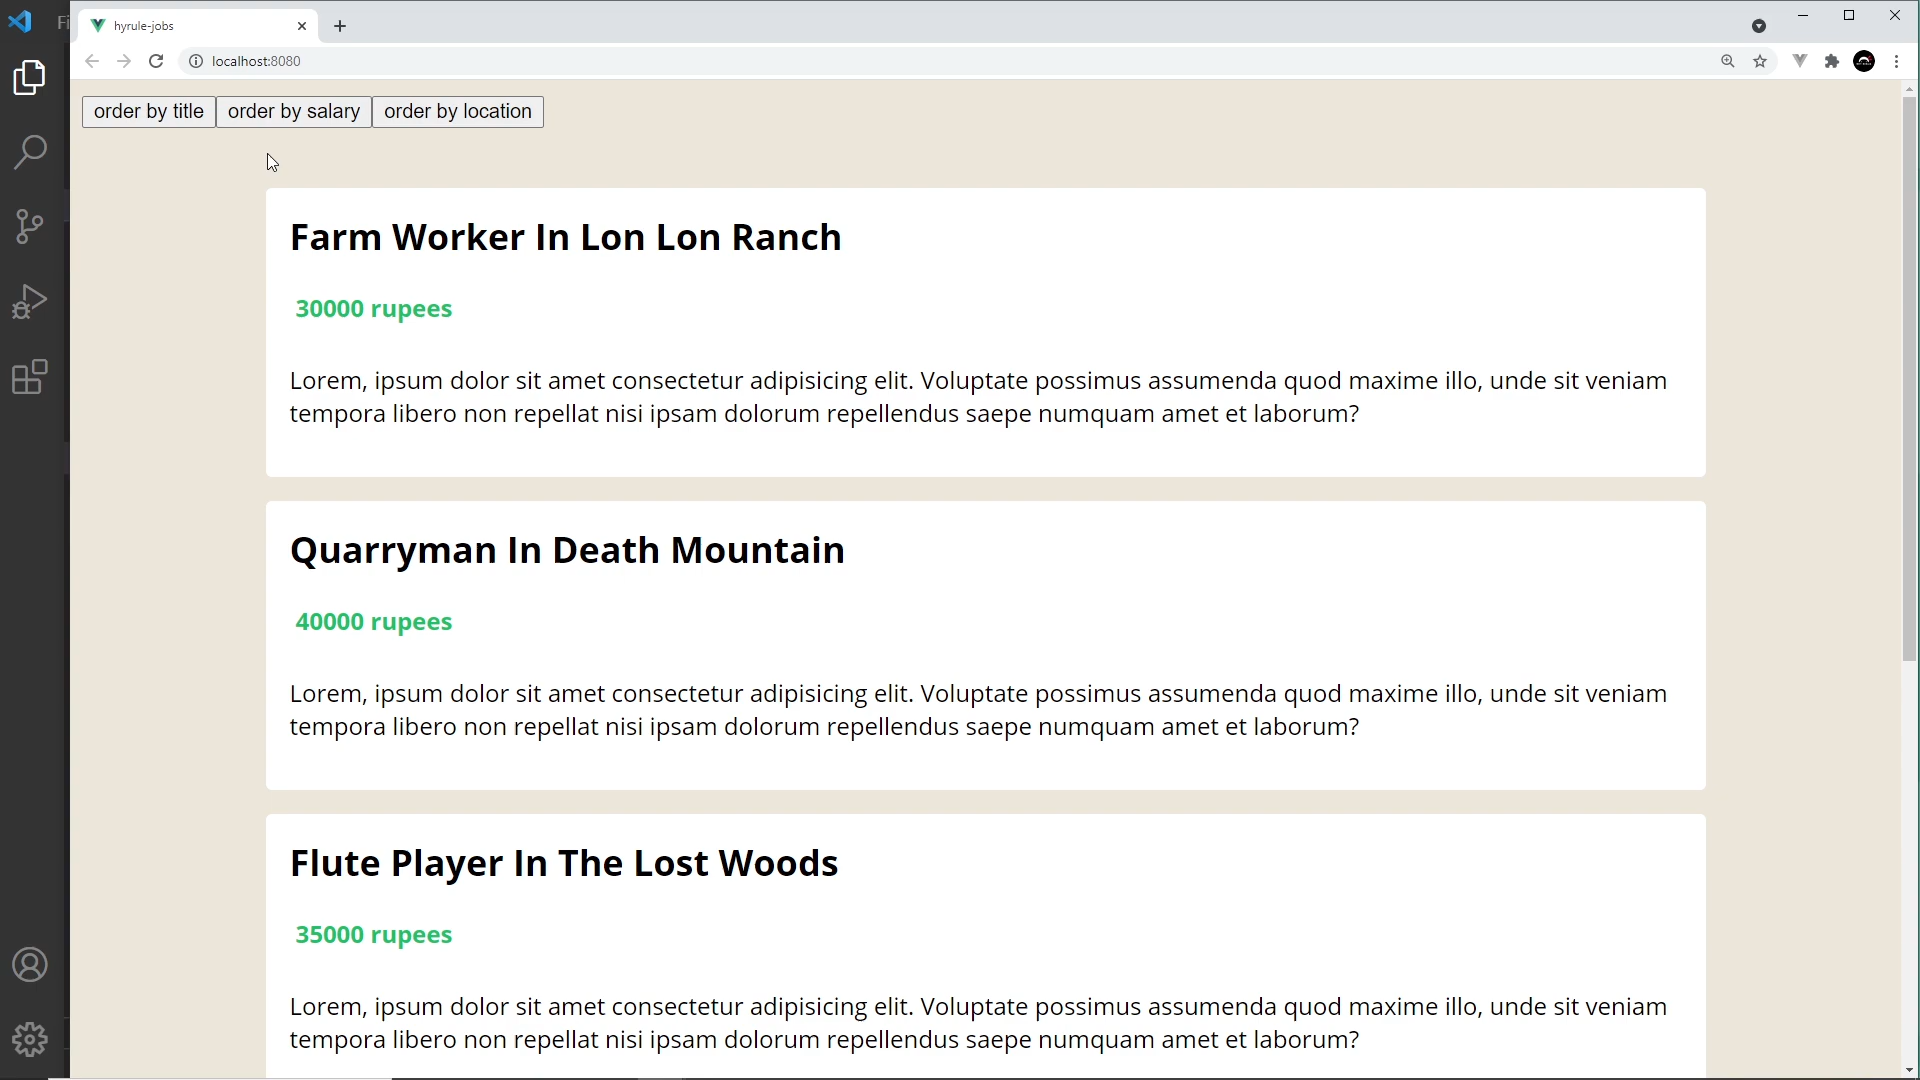 Fi
hyrule-jobs
localhost:8080
order by title order by salary order by location
Farm Worker In Lon Lon Ranch
30000 rupees
Lorem, ipsum dolor sit amet consectetur adipisicing elit. Voluptate possimus assumenda quod maxime illo, unde sit veniam
tempora libero non repellat nisi ipsam dolorum repellendus saepe numquam amet et laborum?
Quarryman In Death Mountain
40000 rupees
Lorem, ipsum dolor sit amet consectetur adipisicing elit. Voluptate possimus assumenda quod maxime illo, unde sit veniam
tempora libero non repellat nisi ipsam dolorum repellendus saepe numquam amet et laborum?
Flute Player In The Lost Woods
35000 rupees
Lorem, ipsum dolor sit amet consectetur adipisicing elit. Voluptate possimus assumenda quod maxime illo, unde sit veniam
tempora libero non repellat nisi ipsam dolorum repellendus saepe numquam amet et laborum?